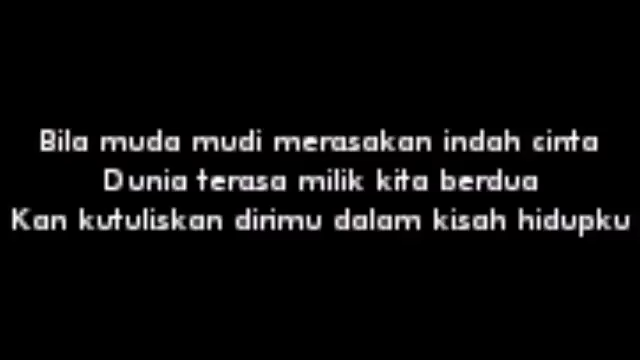 Bila muda mudi merasakan indah cinta
Dunia terasa milik kita berdua
Kan kutuliskan dirimu dalam kisah hidupku